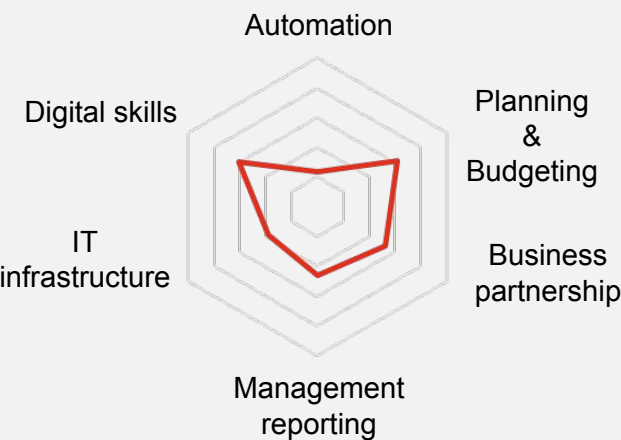 Automation
Planning
&
Budgeting
Digital skills
IT
infrastructure
Business
partnership
Management
reporting